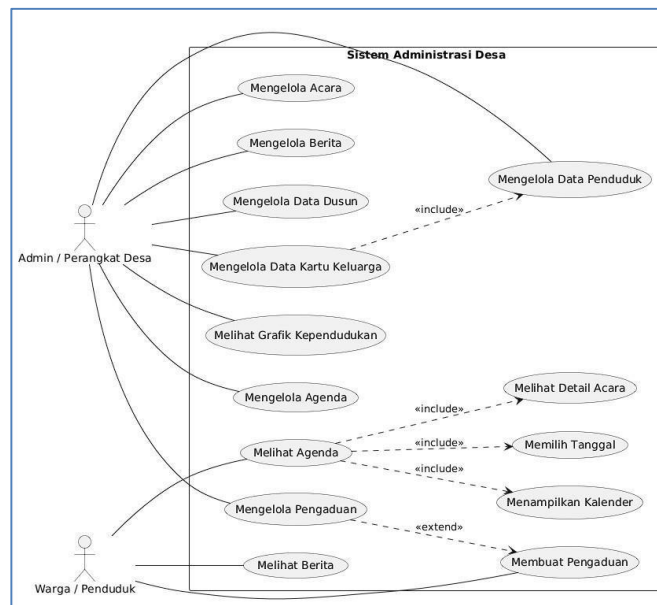 Sistem Administrasi Desa
Mengelola Acara
Mengelola Berita
Mengelola Data Penduduk
Mengelola Data Dusun
«include»
Admin / Perangkat Desa
Mengelola Data Kartu Keluarga
Melihat Grafik Kependudukan
Melihat Detail Acara
Mengelola Agenda
«include»
Melihat Agenda
«include»
Memilih Tanggal
«include»
Menampilkan Kalender
Mengelola Pengaduan
«extend»
Melihat Berita
Membuat Pengaduan
Warga / Penduduk